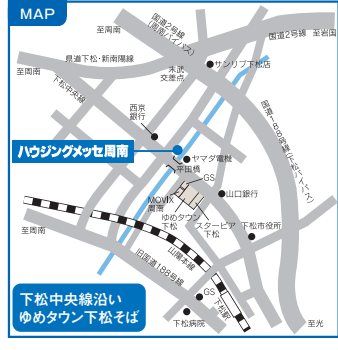 MAP
至周南
国道2号線
(周南バイパス)
国道2号線
至岩国
県道下松・新南陽線
末武
交差点
サンリブ下松店
至周南
下松中央線
西京
銀行
国道188号線(下松バイパス)
ハウジングメッセ周南
ヤマダ電機
平田橋
GS
MOVIX
周南
山口銀行
ゆめタウン
下松
スターピア
下松
下松市役所
至周南
山陽本線
旧国道188号線
GS
下松駅
下松病院
至光
下松中央線沿い
ゆめタウン下松そば